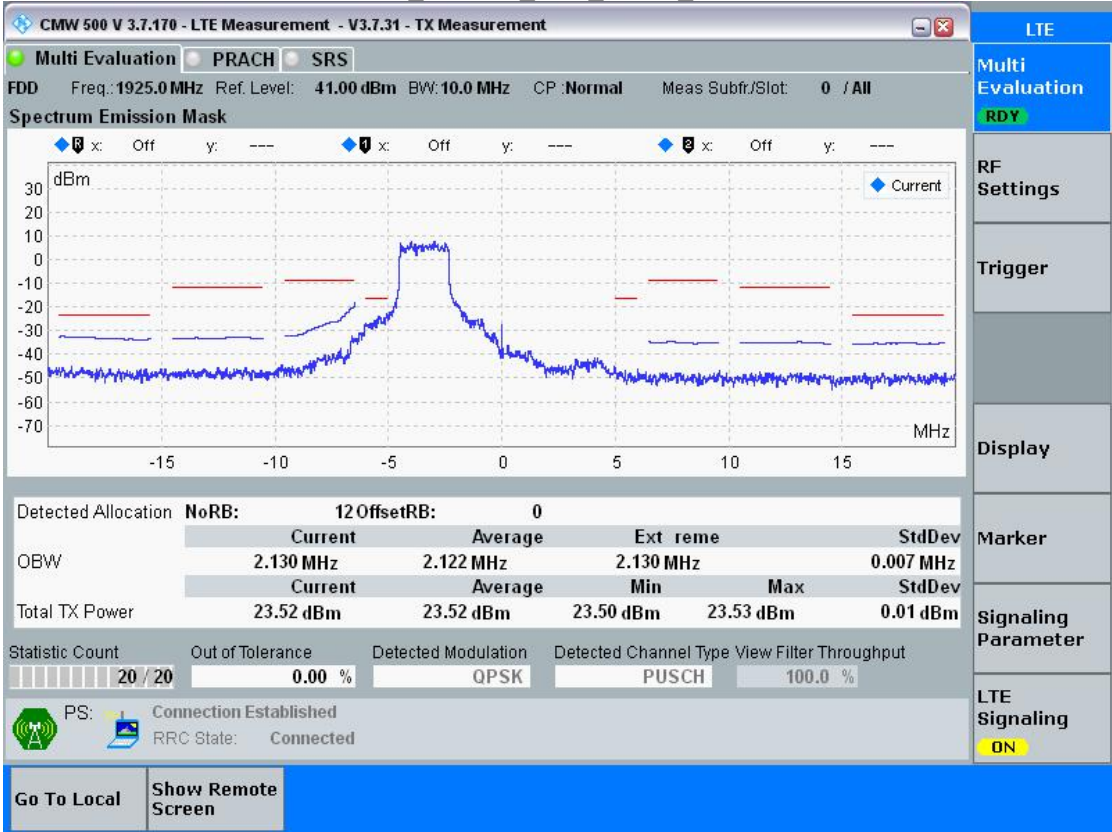 CMW 500 V 3.7.170 - LTE Measurement - V3.7.31 - TX Measurement
LTE
Multi Evaluation PRACH SRS
Multi
Evaluation
RDY
FDD Freq.: 1925.0 MHz Ref. Level: 41.00 dBm BW: 10.0 MHz CP :Normal Meas Subfr./Slot: 0 / All
Spectrum Emission Mask
R x: Off y: --- 1 x: Off y: --- 2 x: Off y: ---
dBm
Current
30
20
10
0
-10
-20
-30
-40
-50
-60
-70
MHz
-15 -10 -5 0 5 10 15
RF
Settings
Trigger
Display
Marker
Signaling
Parameter
LTE
Signaling
ON
Detected Allocation NoRB: 12 OffsetRB: 0
Current Average Ext reme StdDev
OBW 2.130 MHz 2.122 MHz 2.130 MHz 0.007 MHz
Current Average Min Max StdDev
Total TX Power 23.52 dBm 23.52 dBm 23.50 dBm 23.53 dBm 0.01 dBm
Statistic Count Out of Tolerance Detected Modulation Detected Channel Type View Filter Throughput
20 / 20 0.00 % QPSK PUSCH 100.0 %
PS: Connection Established
RRC State: Connected
Go To Local
Show Remote
Screen